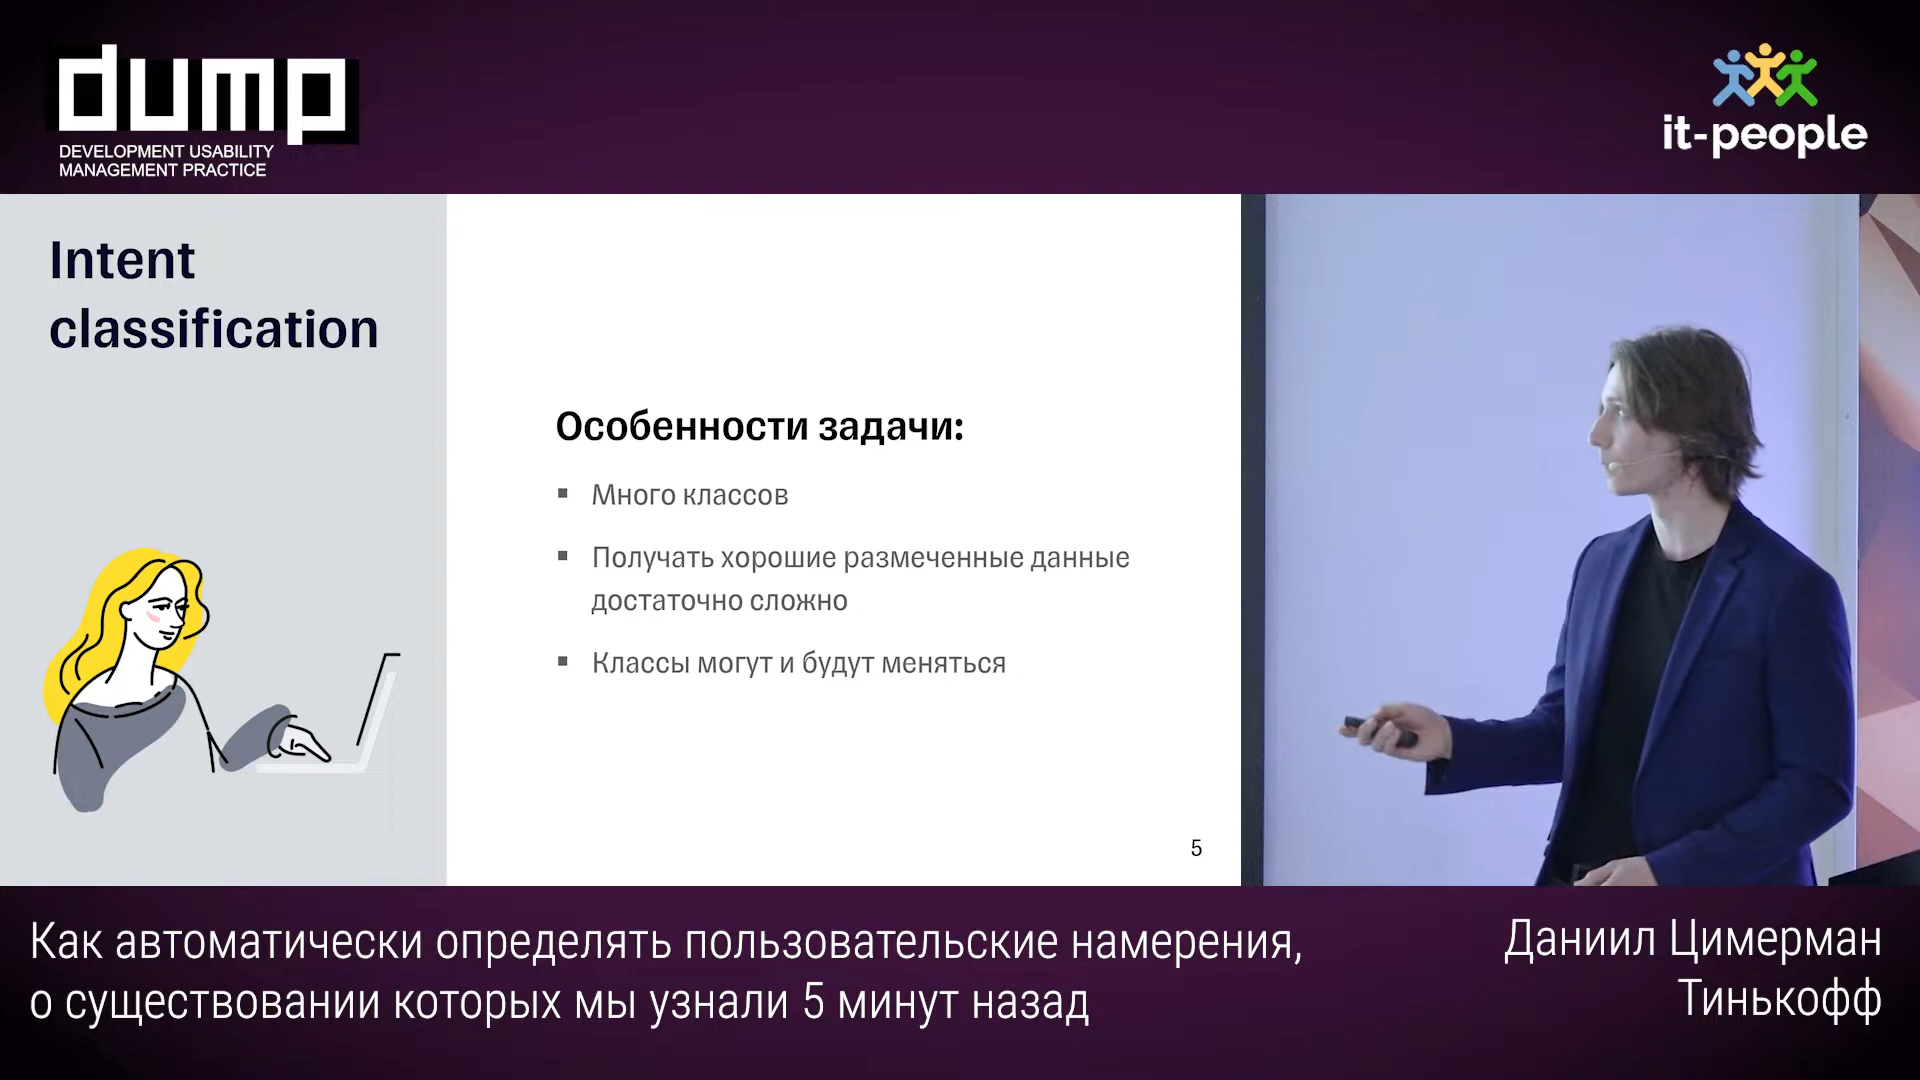 dump
DEVELOPMENT USABILITY
MANAGEMENT PRACTICE
it-people
Intent
classification
Особенности задачи:
▪ Много классов
▪ Получать хорошие размеченные данные
достаточно сложно
▪ Классы могут и будут меняться
5
Как автоматически определять пользовательские намерения,
о существовании которых мы узнали 5 минут назад
Даниил Цимерман
Тинькофф